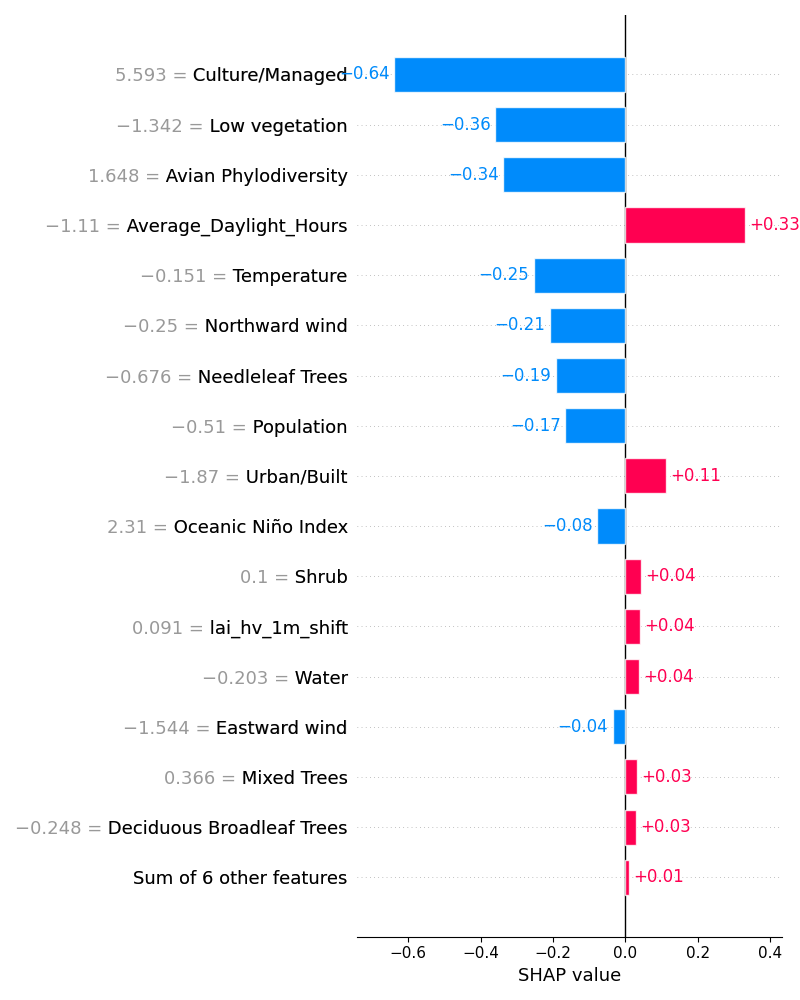 5.593 = Culture/Managed −0.64
−1.342 = Low vegetation −0.36
1.648 = Avian Phylodiversity −0.34
−1.11 = Average_Daylight_Hours +0.33
−0.151 = Temperature −0.25
−0.25 = Northward wind −0.21
−0.676 = Needleleaf Trees −0.19
−0.51 = Population −0.17
−1.87 = Urban/Built +0.11
2.31 = Oceanic Niño Index −0.08
0.1 = Shrub +0.04
0.091 = lai_hv_1m_shift +0.04
−0.203 = Water +0.04
−1.544 = Eastward wind −0.04
0.366 = Mixed Trees +0.03
−0.248 = Deciduous Broadleaf Trees +0.03
Sum of 6 other features +0.01
−0.6 −0.4 −0.2 0.0 0.2 0.4
SHAP value